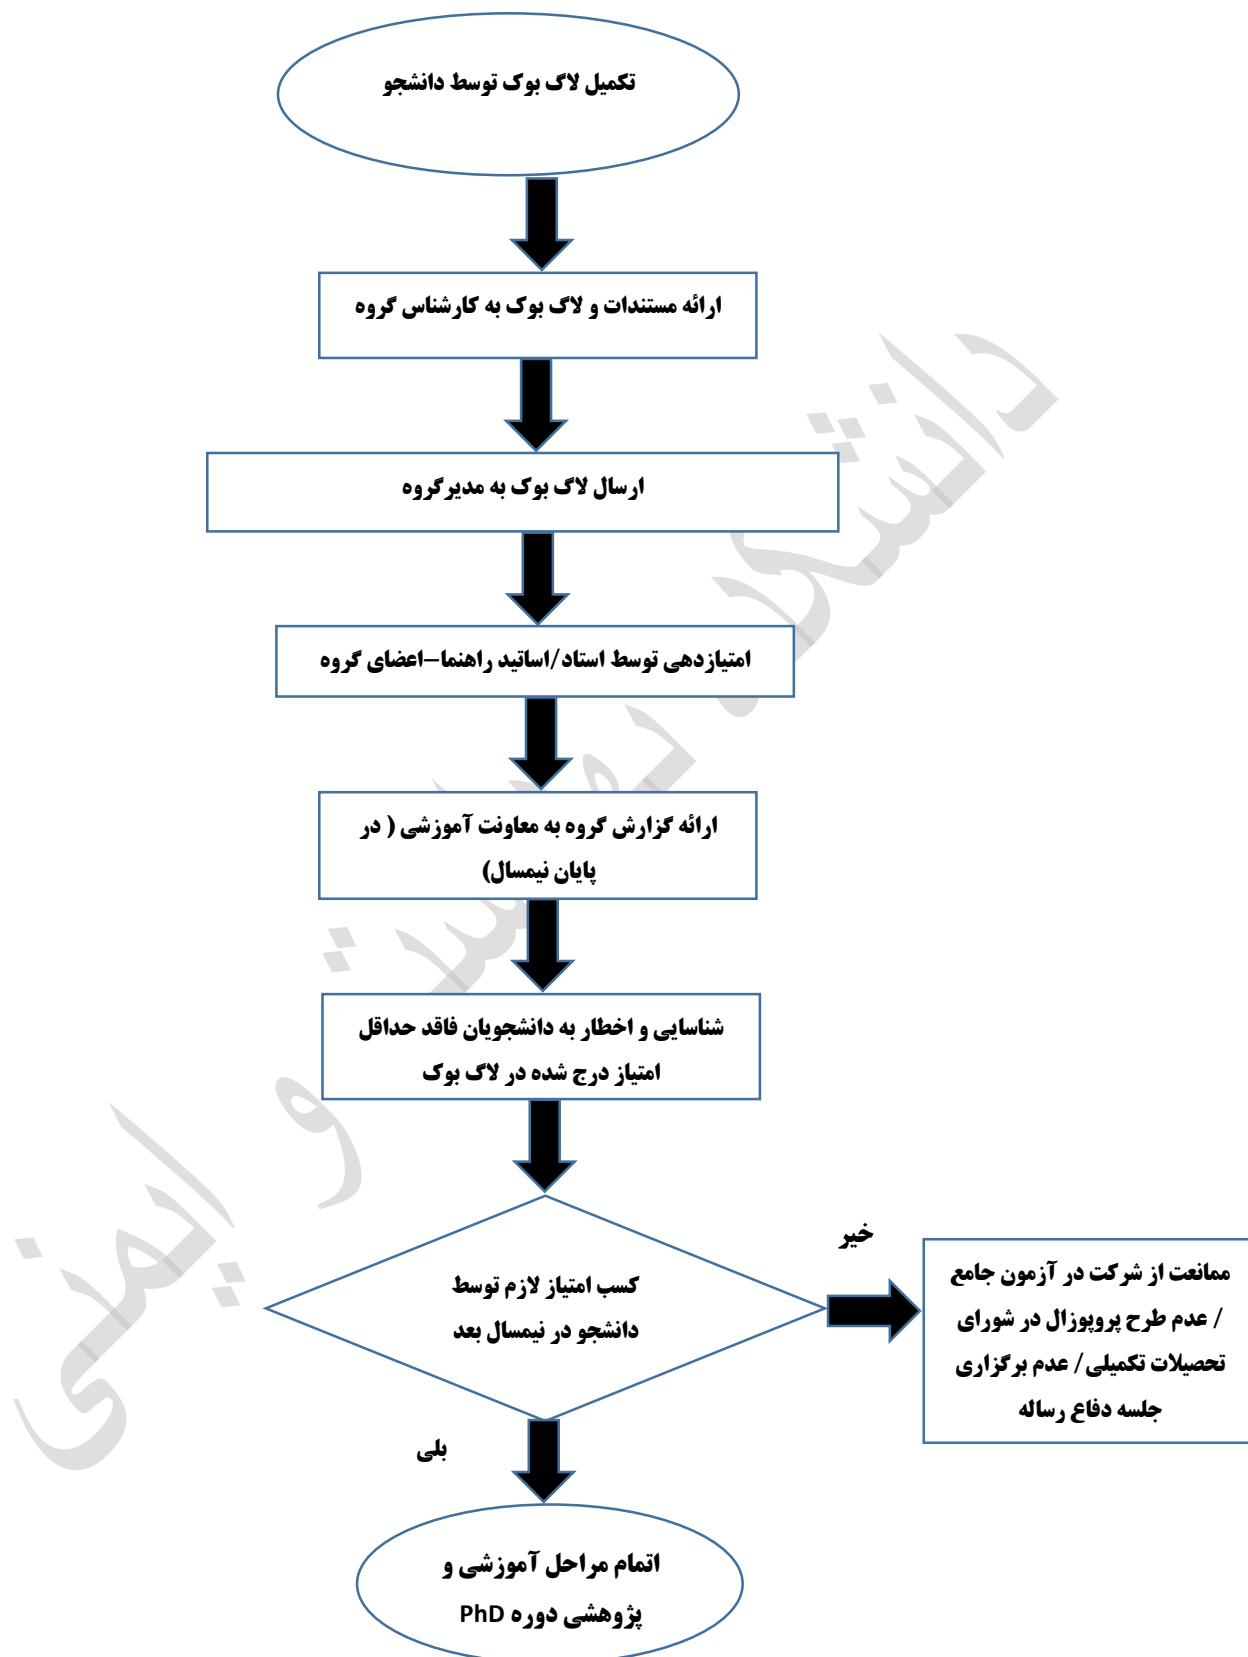 تکمیل لاگ بوک توسط دانشجو
ارائه مستندات و لاگ بوک به کارشناس گروه
ارسال لاگ بوک به مدیرگروه
امتیازدهی توسط استاد/اساتید راهنما–اعضای گروه
ارائه گزارش گروه به معاونت آموزشی ( در
پایان نیمسال)
شناسایی و اخطار به دانشجویان فاقد حداقل
امتیاز درج شده در لاگ بوک
کسب امتیاز لازم توسط
دانشجو در نیمسال بعد
خیر
ممانعت از شرکت در آزمون جامع
/ عدم طرح پروپوزال در شورای
تحصیلات تکمیلی/ عدم برگزاری
جلسه دفاع رساله
بلی
اتمام مراحل آموزشی و
پژوهشی دوره PhD
دانشکده بهداشت و ایمنی